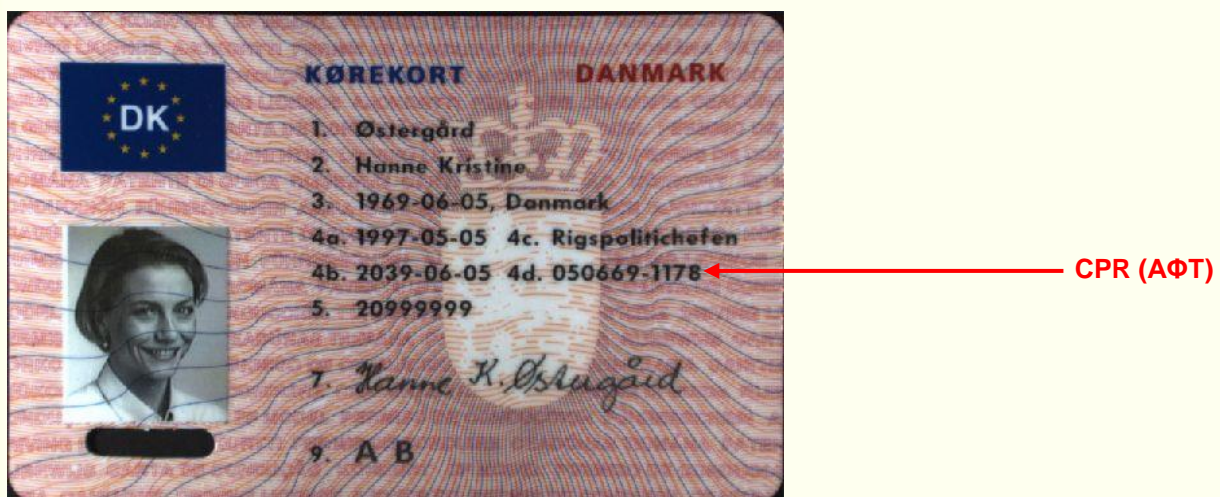 KØREKORT DANMARK
DK
1. Østergård
2. Hanne Kristine
3. 1969-06-05, Danmark
4a. 1997-05-05 4c. Rigspolitichefen
4b. 2039-06-05 4d. 050669-1178
CPR (ΑΦΤ)
5. 20999999
7. Hanne K. Østergård
9. A B